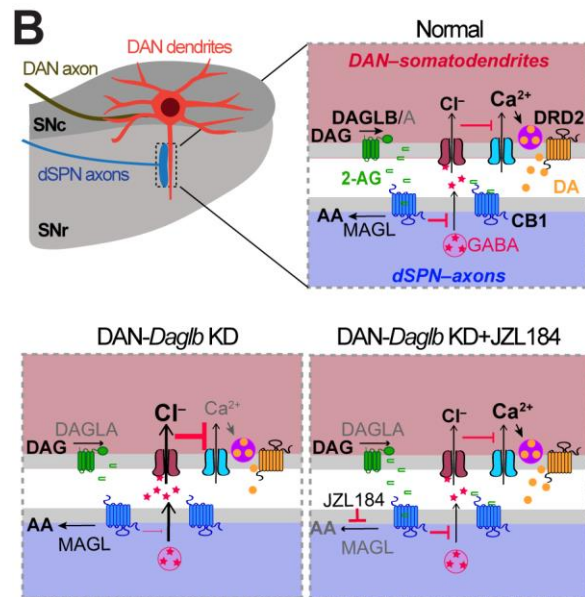 B
Normal
DAN dendrites
DAN axon
SNc
dSPN axons
SNr
DAN–somatodendrites
DAGLB/A
Cl⁻
Ca²⁺
DRD2
DAG
2-AG
DA
AA
MAGL
CB1
GABA
dSPN–axons
DAN-Daglb KD
Cl⁻
Ca²⁺
DAGLA
DAG
AA
MAGL
DAN-Daglb KD+JZL184
Cl⁻
Ca²⁺
DAGLA
DAG
JZL184
AA
MAGL